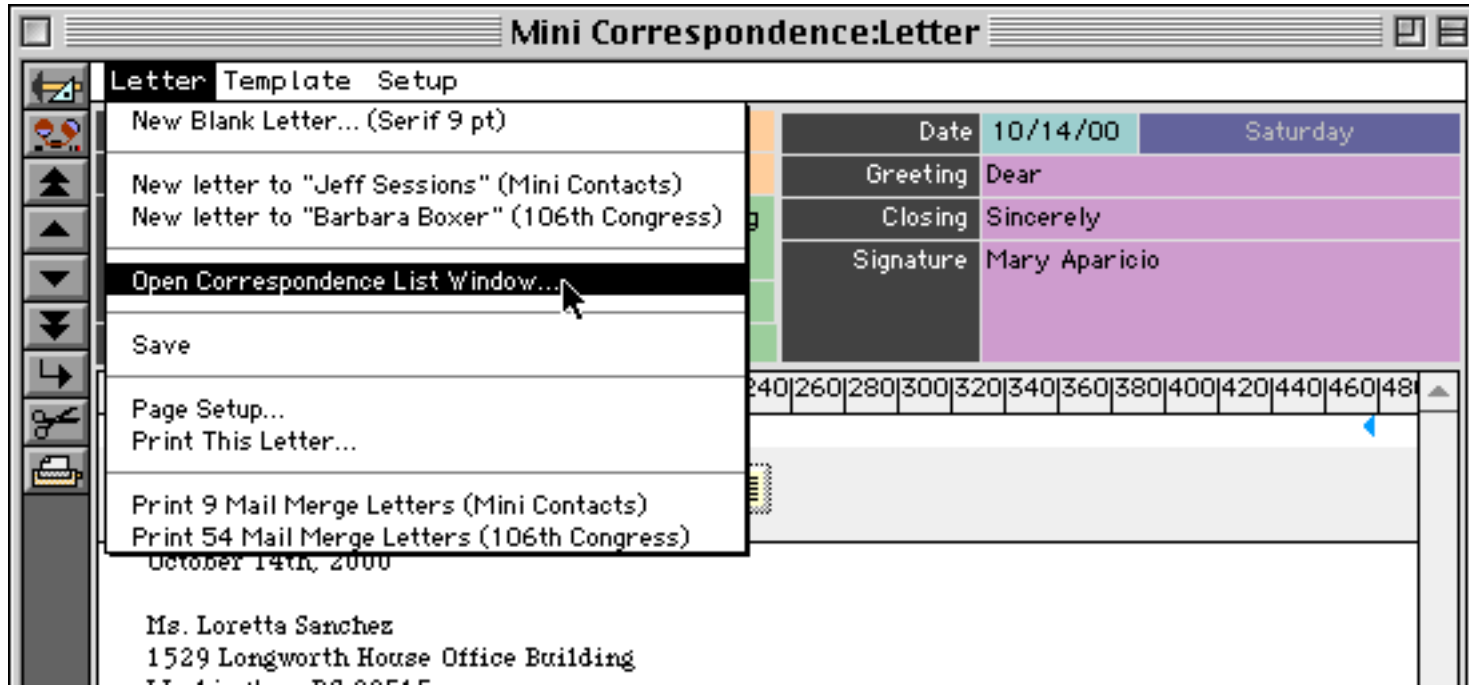 Mini Correspondence:Letter
Letter Template Setup
New Blank Letter... (Serif 9 pt)
New letter to "Jeff Sessions" (Mini Contacts)
New letter to "Barbara Boxer" (106th Congress)
Open Correspondence List Window...
Save
Page Setup...
Print This Letter...
Print 9 Mail Merge Letters (Mini Contacts)
Print 54 Mail Merge Letters (106th Congress)
Date 10/14/00 Saturday
Greeting Dear
Closing Sincerely
Signature Mary Aparicio
240|260|280|300|320|340|360|380|400|420|440|460|48
October 14th, 2000
Ms. Loretta Sanchez
1529 Longworth House Office Building